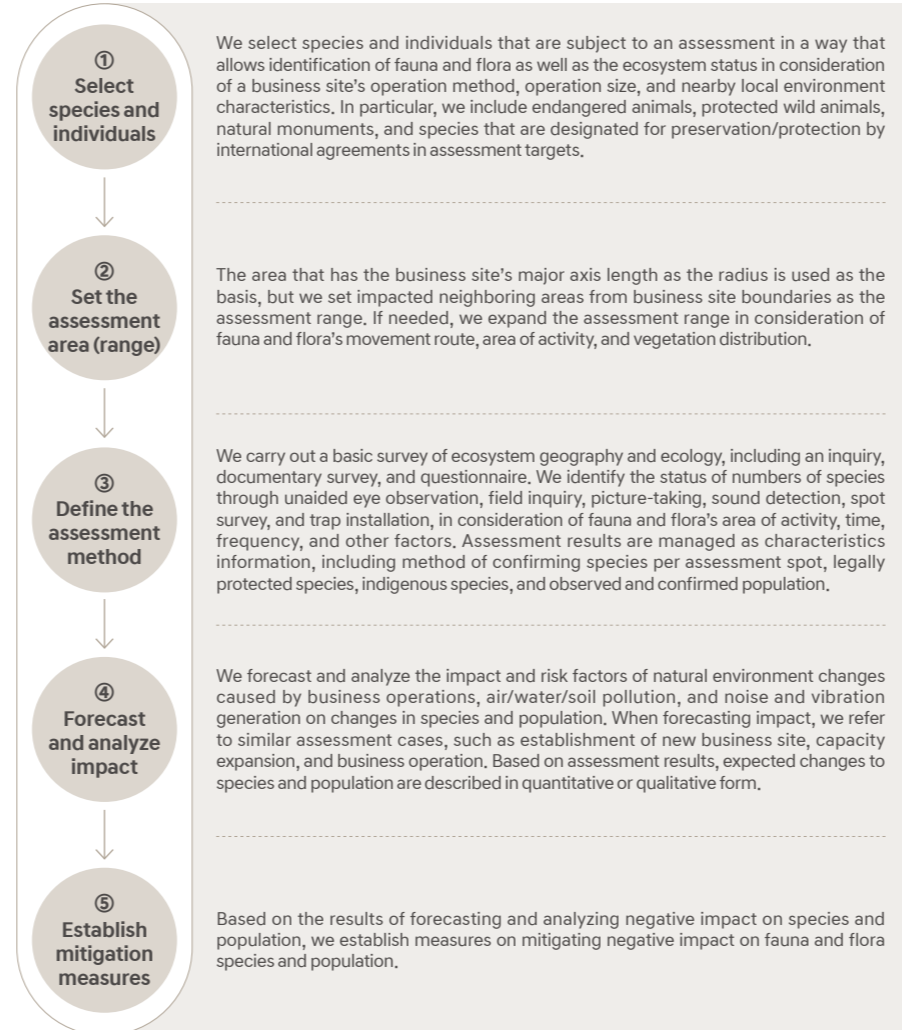 ①
Select
species and
individuals
We select species and individuals that are subject to an assessment in a way that
allows identification of fauna and flora as well as the ecosystem status in consideration
of a business site's operation method, operation size, and nearby local environment
characteristics. In particular, we include endangered animals, protected wild animals,
natural monuments, and species that are designated for preservation/protection by
international agreements in assessment targets.
②
Set the
assessment
area (range)
The area that has the business site's major axis length as the radius is used as the
basis, but we set impacted neighboring areas from business site boundaries as the
assessment range. If needed, we expand the assessment range in consideration of
fauna and flora's movement route, area of activity, and vegetation distribution.
③
Define the
assessment
method
We carry out a basic survey of ecosystem geography and ecology, including an inquiry,
documentary survey, and questionnaire. We identify the status of numbers of species
through unaided eye observation, field inquiry, picture-taking, sound detection, spot
survey, and trap installation, in consideration of fauna and flora's area of activity, time,
frequency, and other factors. Assessment results are managed as characteristics
information, including method of confirming species per assessment spot, legally
protected species, indigenous species, and observed and confirmed population.
④
Forecast
and analyze
impact
We forecast and analyze the impact and risk factors of natural environment changes
caused by business operations, air/water/soil pollution, and noise and vibration
generation on changes in species and population. When forecasting impact, we refer
to similar assessment cases, such as establishment of new business site, capacity
expansion, and business operation. Based on assessment results, expected changes to
species and population are described in quantitative or qualitative form.
⑤
Establish
mitigation
measures
Based on the results of forecasting and analyzing negative impact on species and
population, we establish measures on mitigating negative impact on fauna and flora
species and population.